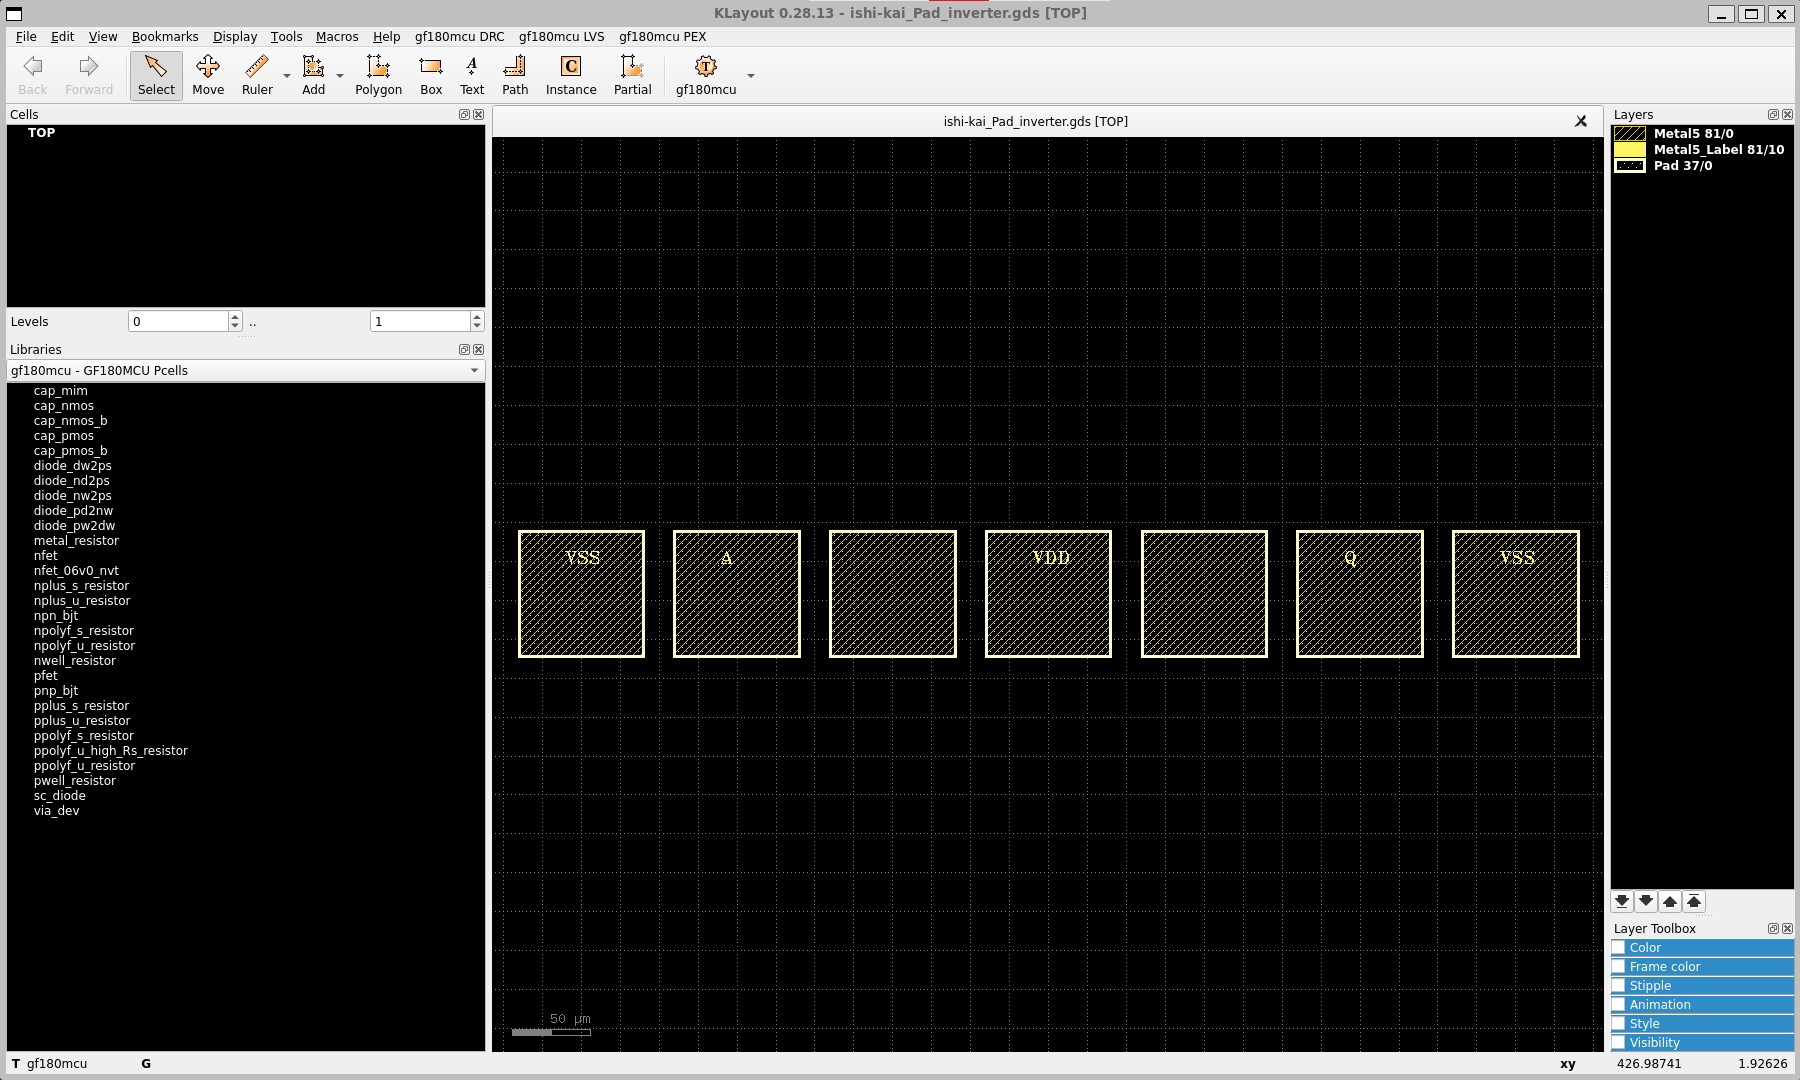 KLayout 0.28.13 - ishi-kai_Pad_inverter.gds [TOP]
File Edit View Bookmarks Display Tools Macros Help gf180mcu DRC gf180mcu LVS gf180mcu PEX
Back Forward Select Move Ruler Add Polygon Box Text Path Instance Partial gf180mcu
Cells
TOP
Levels 0 .. 1
Libraries
gf180mcu - GF180MCU Pcells
cap_mim
cap_nmos
cap_nmos_b
cap_pmos
cap_pmos_b
diode_dw2ps
diode_nd2ps
diode_nw2ps
diode_pd2nw
diode_pw2dw
metal_resistor
nfet
nfet_06v0_nvt
nplus_s_resistor
nplus_u_resistor
npn_bjt
npolyf_s_resistor
npolyf_u_resistor
nwell_resistor
pfet
pnp_bjt
pplus_s_resistor
pplus_u_resistor
ppolyf_s_resistor
ppolyf_u_high_Rs_resistor
ppolyf_u_resistor
pwell_resistor
sc_diode
via_dev
ishi-kai_Pad_inverter.gds [TOP]
VSS A VDD Q VSS
50 µm
Layers
Metal5 81/0
Metal5_Label 81/10
Pad 37/0
Layer Toolbox
Color
Frame color
Stipple
Animation
Style
Visibility
T gf180mcu G xy 426.98741 1.92626